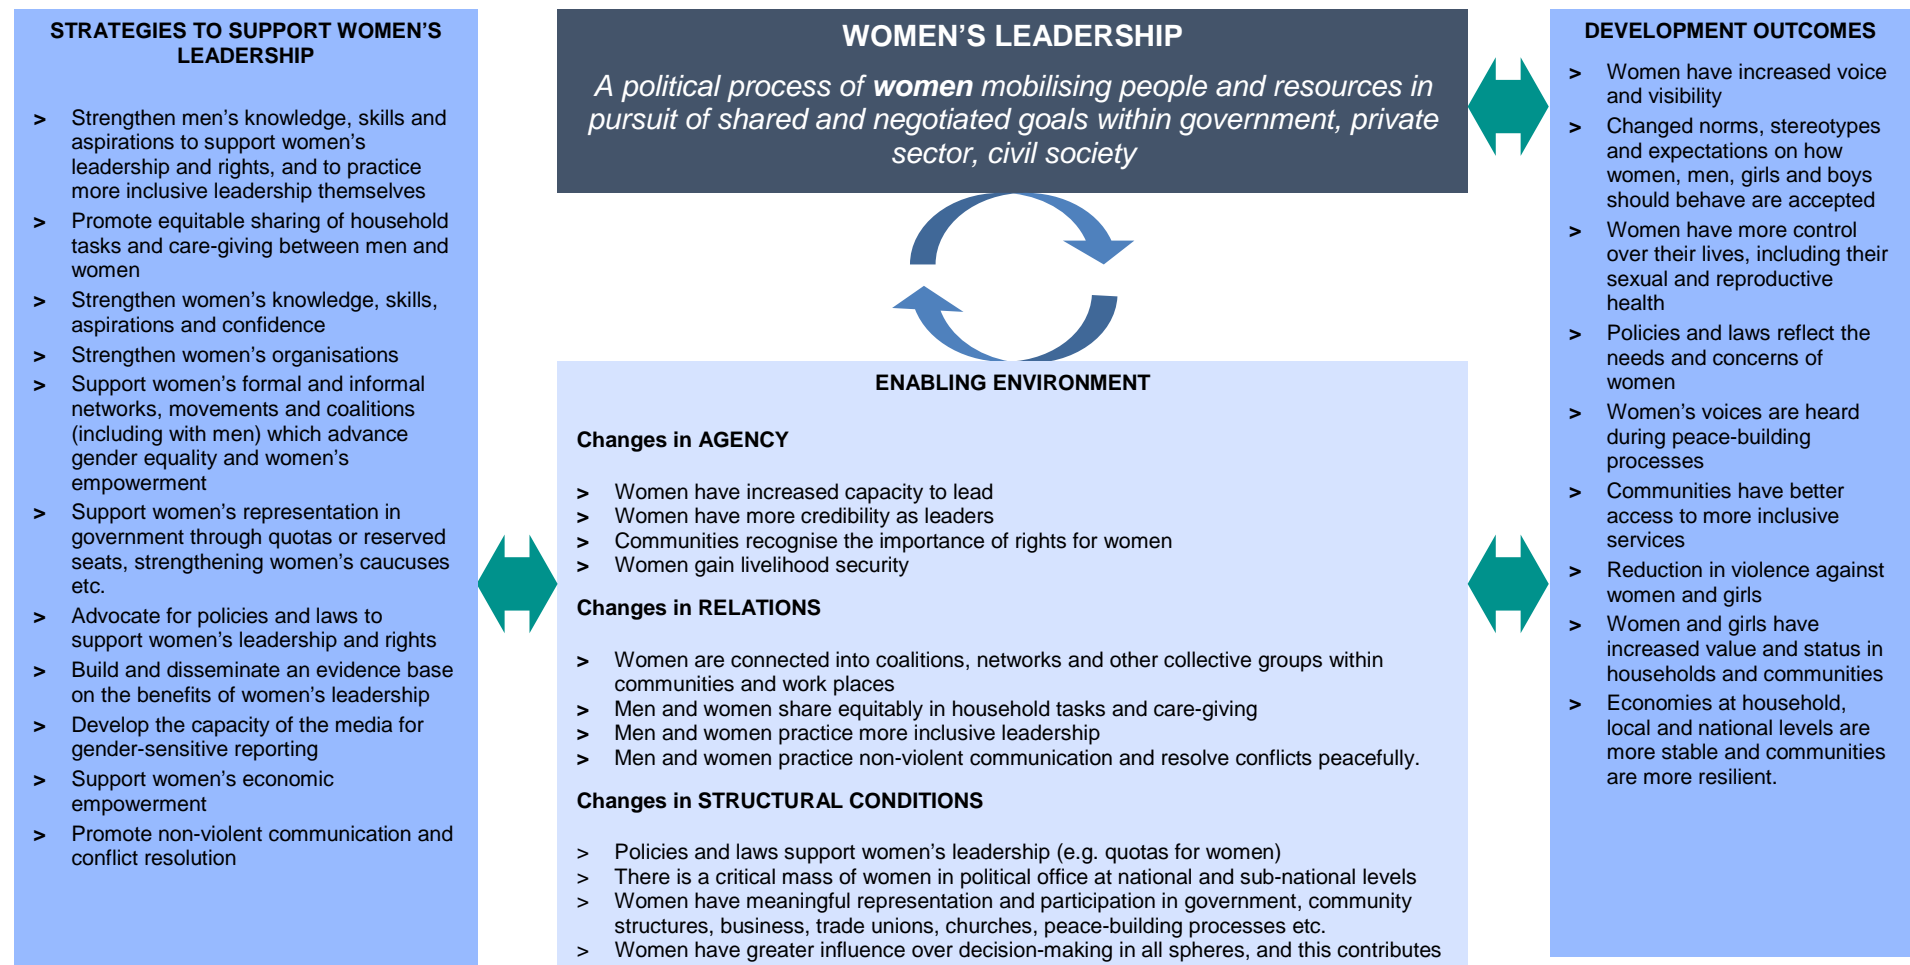 STRATEGIES TO SUPPORT WOMEN’S
LEADERSHIP
> Strengthen men’s knowledge, skills and
aspirations to support women’s
leadership and rights, and to practice
more inclusive leadership themselves
> Promote equitable sharing of household
tasks and care-giving between men and
women
> Strengthen women’s knowledge, skills,
aspirations and confidence
> Strengthen women’s organisations
> Support women’s formal and informal
networks, movements and coalitions
(including with men) which advance
gender equality and women’s
empowerment
> Support women’s representation in
government through quotas or reserved
seats, strengthening women’s caucuses
etc.
> Advocate for policies and laws to
support women’s leadership and rights
> Build and disseminate an evidence base
on the benefits of women’s leadership
> Develop the capacity of the media for
gender-sensitive reporting
> Support women’s economic
empowerment
> Promote non-violent communication and
conflict resolution
WOMEN’S LEADERSHIP
A political process of women mobilising people and resources in
pursuit of shared and negotiated goals within government, private
sector, civil society
ENABLING ENVIRONMENT
Changes in AGENCY
> Women have increased capacity to lead
> Women have more credibility as leaders
> Communities recognise the importance of rights for women
> Women gain livelihood security
Changes in RELATIONS
> Women are connected into coalitions, networks and other collective groups within
communities and work places
> Men and women share equitably in household tasks and care-giving
> Men and women practice more inclusive leadership
> Men and women practice non-violent communication and resolve conflicts peacefully.
Changes in STRUCTURAL CONDITIONS
> Policies and laws support women’s leadership (e.g. quotas for women)
> There is a critical mass of women in political office at national and sub-national levels
> Women have meaningful representation and participation in government, community
structures, business, trade unions, churches, peace-building processes etc.
> Women have greater influence over decision-making in all spheres, and this contributes
DEVELOPMENT OUTCOMES
> Women have increased voice
and visibility
> Changed norms, stereotypes
and expectations on how
women, men, girls and boys
should behave are accepted
> Women have more control
over their lives, including their
sexual and reproductive
health
> Policies and laws reflect the
needs and concerns of
women
> Women’s voices are heard
during peace-building
processes
> Communities have better
access to more inclusive
services
> Reduction in violence against
women and girls
> Women and girls have
increased value and status in
households and communities
> Economies at household,
local and national levels are
more stable and communities
are more resilient.